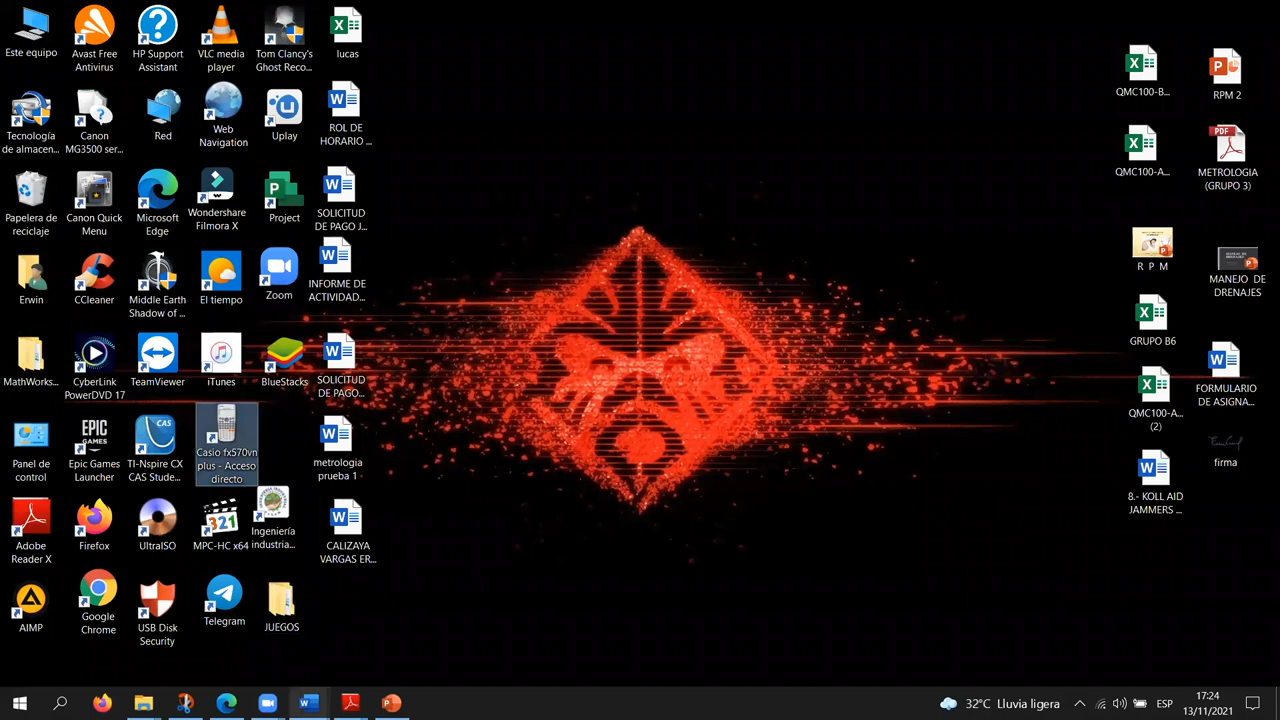 Este equipo
Avast Free
Antivirus
HP Support
Assistant
VLC media
player
Tom Clancy's
Ghost Reco...
lucas
Tecnología
de almacen...
Canon
MG3500 ser...
Red
Web
Navigation
Uplay
ROL DE
HORARIO ...
Papelera de
reciclaje
Canon Quick
Menu
Microsoft
Edge
Wondershare
Filmora X
Project
SOLICITUD
DE PAGO J...
Erwin
CCleaner
Middle Earth
Shadow of ...
El tiempo
Zoom
INFORME DE
ACTIVIDAD...
MathWorks...
CyberLink
PowerDVD 17
TeamViewer
iTunes
BlueStacks
SOLICITUD
DE PAGO...
Panel de
control
EPIC
GAMES
Epic Games
Launcher
CAS
TI-Nspire CX
CAS Stude...
Casio fx570vn
plus - Acceso
directo
metrologia
prueba 1
Adobe
Reader X
Firefox
UltraISO
321
MPC-HC x64
Ingeniería
industria...
CALIZAYA
VARGAS ER...
AIMP
Google
Chrome
USB Disk
Security
Telegram
JUEGOS
QMC100-B...
RPM 2
QMC100-A...
PDF
METROLOGIA
(GRUPO 3)
R P M
MANEJO DE
DRENAJES
GRUPO B6
QMC100-A...
(2)
FORMULARIO
DE ASIGNA...
firma
8.- KOLL AID
JAMMERS ...
32°C Lluvia ligera
ESP
17:24
13/11/2021